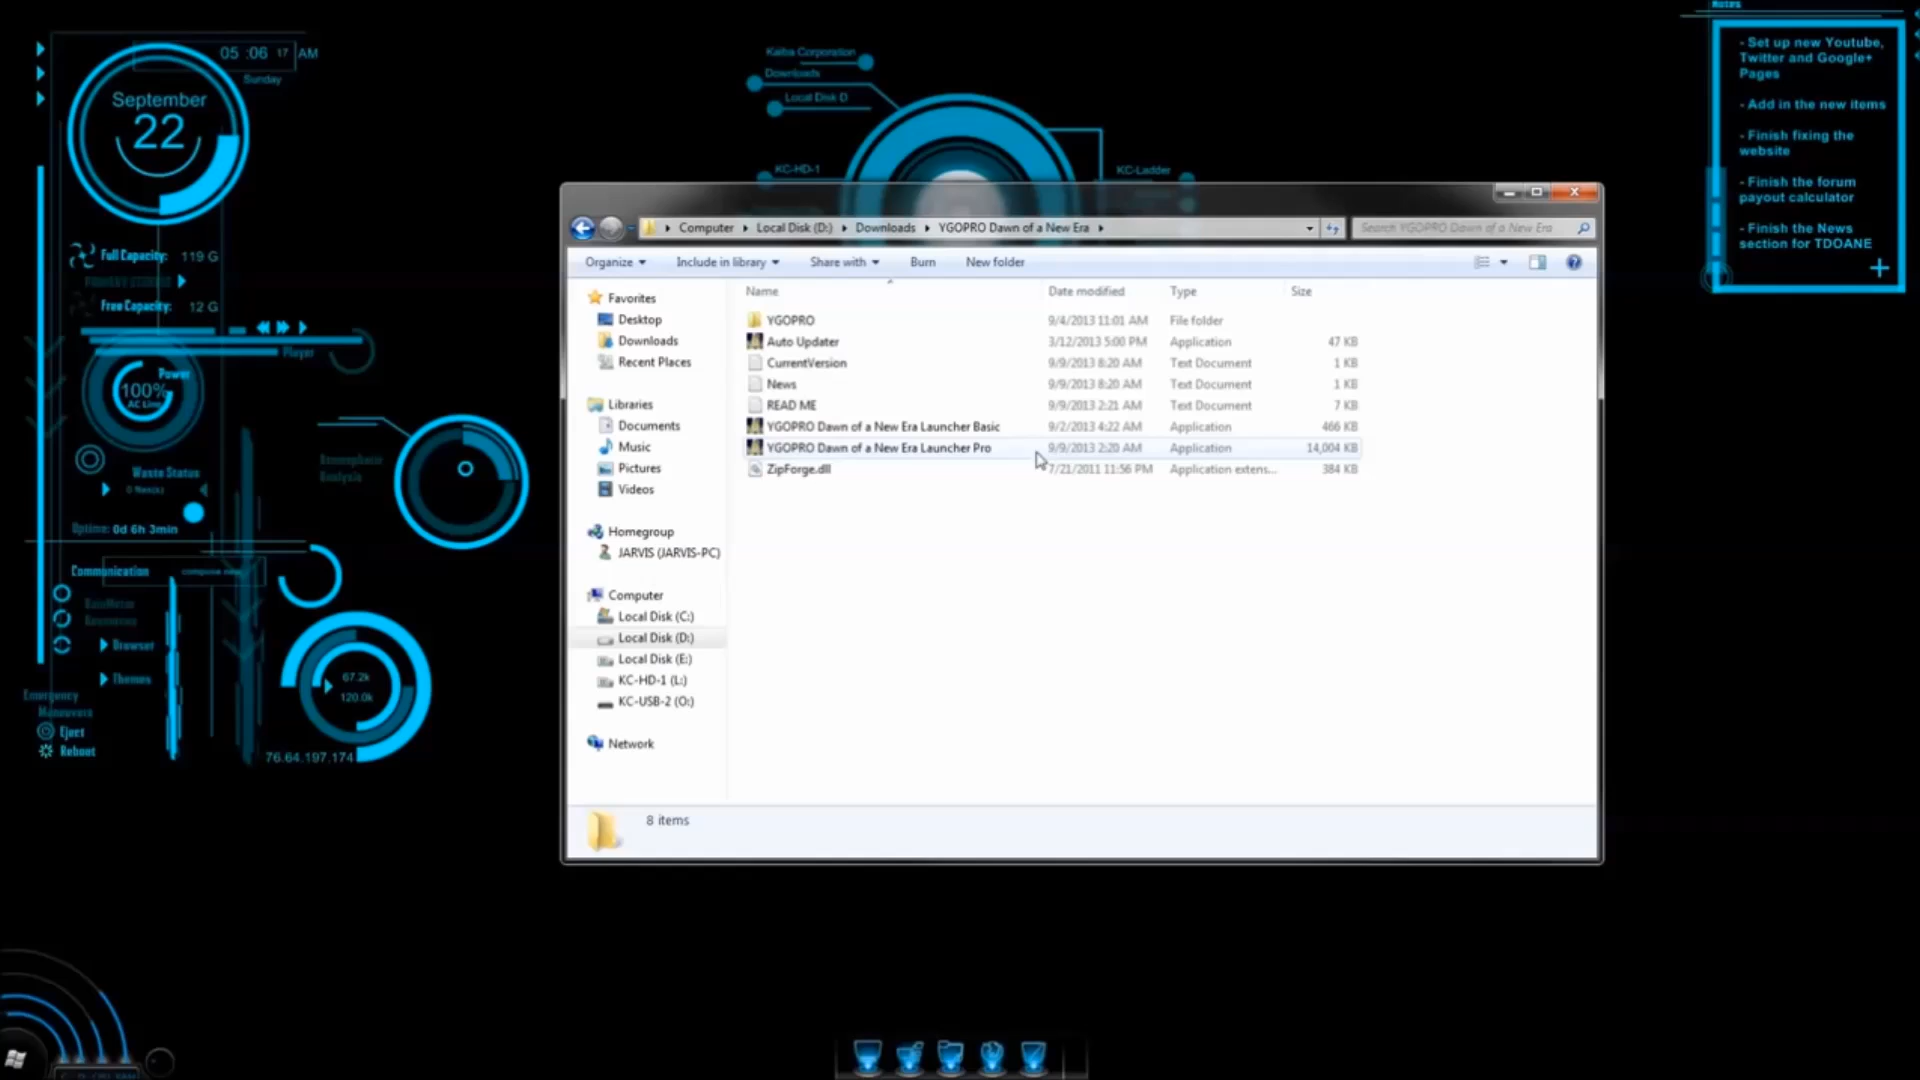 05 :06 17 AM
Sunday
September
22
Full Capacity: 119 G
Free Capacity: 12 G
Player
Power
100%
AC Line
Waste Status
Uptime: 0d 6h 3min
Communication
Browser
Themes
67.2k
120.0k
Emergency
Maneuvers
Eject
Reboot
76.64.197.174
Kaiba Corporation
Downloads
Local Disk D
KC-HD-1
KC-Ladder
Notes
- Set up new Youtube,
Twitter and Google+
Pages
- Add in the new items
- Finish fixing the
website
- Finish the forum
payout calculator
- Finish the News
section for TDOANE
Computer Local Disk (D:) Downloads YGOPRO Dawn of a New Era
Search YGOPRO Dawn of a New Era
Organize Include in library Share with Burn New folder
Favorites
Desktop
Downloads
Recent Places
Libraries
Documents
Music
Pictures
Videos
Homegroup
JARVIS (JARVIS-PC)
Computer
Local Disk (C:)
Local Disk (D:)
Local Disk (E:)
KC-HD-1 (L:)
KC-USB-2 (O:)
Network
Name Date modified Type Size
YGOPRO 9/4/2013 11:01 AM File folder
Auto Updater 3/12/2013 5:00 PM Application 47 KB
CurrentVersion 9/9/2013 8:20 AM Text Document 1 KB
News 9/9/2013 8:20 AM Text Document 1 KB
READ ME 9/9/2013 2:21 AM Text Document 7 KB
YGOPRO Dawn of a New Era Launcher Basic 9/2/2013 4:22 AM Application 466 KB
YGOPRO Dawn of a New Era Launcher Pro 9/9/2013 2:20 AM Application 14,004 KB
ZipForge.dll 7/21/2011 11:56 PM Application extens... 384 KB
8 items